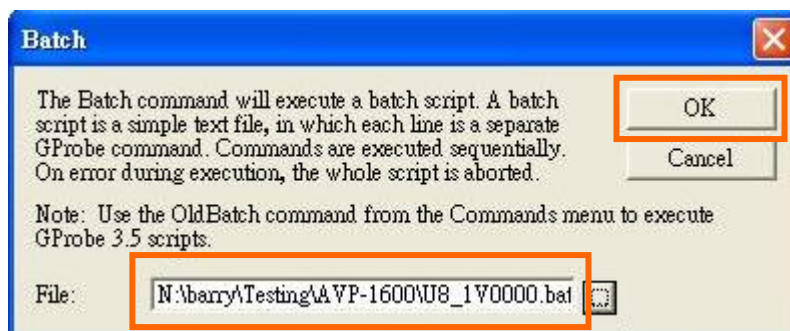 Batch
The Batch command will execute a batch script. A batch
script is a simple text file, in which each line is a separate
GProbe command. Commands are executed sequentially.
On error during execution, the whole script is aborted.
OK
Cancel
Note: Use the OldBatch command from the Commands menu to execute
GProbe 3.5 scripts.
File: N:\barry\Testing\AVP-1600\U8_1V0000.bat